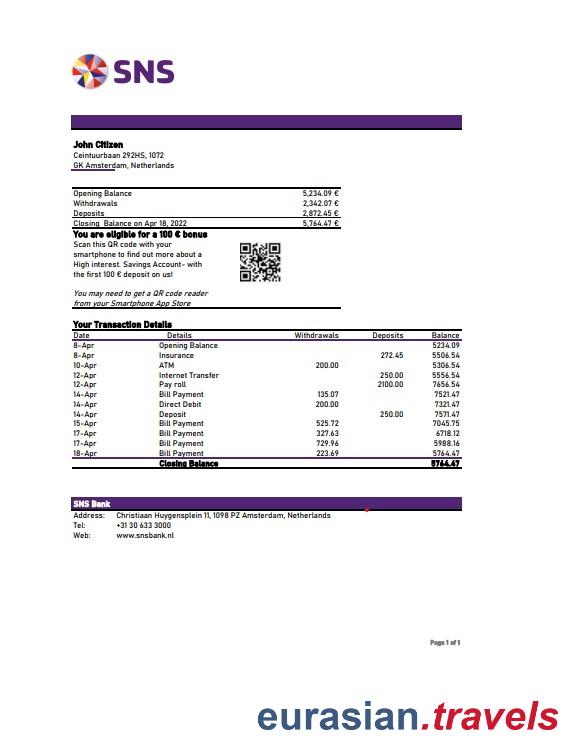 SNS
John Citizen
Ceintuurbaan 292HS, 1072
GK Amsterdam, Netherlands
Opening Balance 5,234.09 €
Withdrawals 2,342.07 €
Deposits 2,872.45 €
Closing Balance on Apr 18, 2022 5,764.47 €
You are eligible for a 100 € bonus
Scan this QR code with your
smartphone to find out more about a
High interest. Savings Account- with
the first 100 € deposit on us!
You may need to get a QR code reader
from your Smartphone App Store
Your Transaction Details
Date Details Withdrawals Deposits Balance
8-Apr Opening Balance 5234.09
8-Apr Insurance 272.45 5506.54
10-Apr ATM 200.00 5306.54
12-Apr Internet Transfer 250.00 5556.54
12-Apr Pay roll 2100.00 7656.54
14-Apr Bill Payment 135.07 7521.47
14-Apr Direct Debit 200.00 7321.47
14-Apr Deposit 250.00 7571.47
15-Apr Bill Payment 525.72 7045.75
17-Apr Bill Payment 327.63 6718.12
17-Apr Bill Payment 729.96 5988.16
18-Apr Bill Payment 223.69 5764.47
Closing Balance 5764.47
SNS Bank
Address: Christiaan Huygensplein 11, 1098 PZ Amsterdam, Netherlands
Tel: +31 30 633 3000
Web: www.snsbank.nl
Page 1 of 1
eurasian.travels